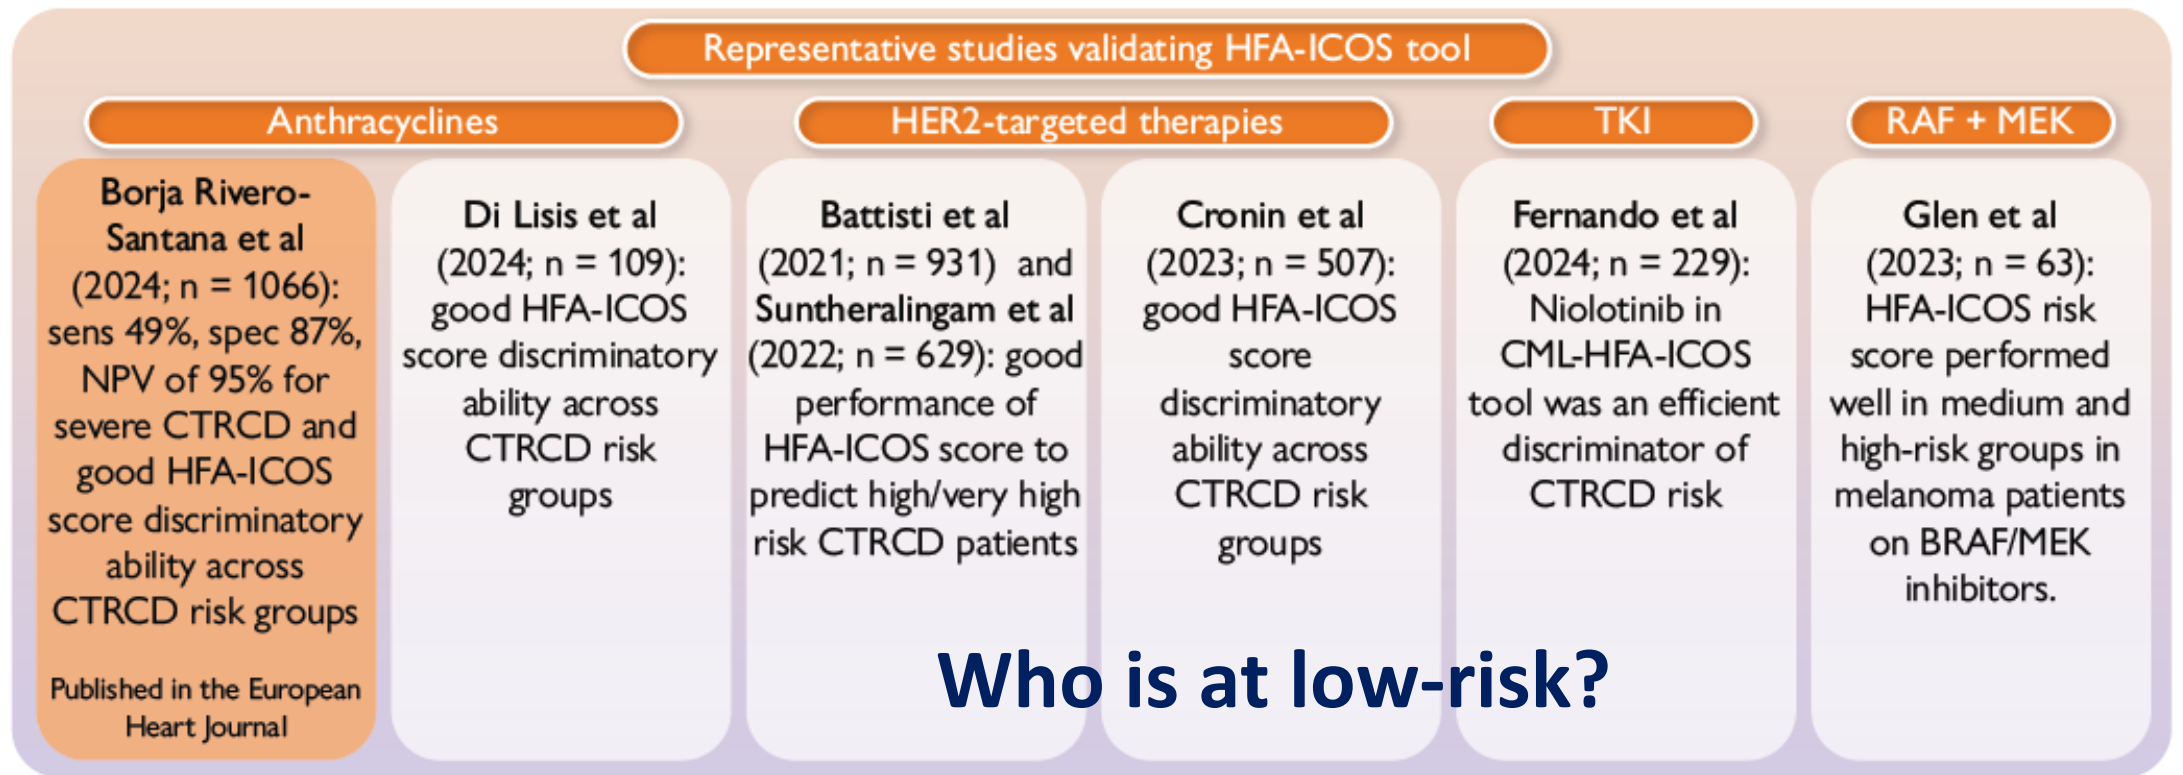 Representative studies validating HFA-ICOS tool
Anthracyclines
HER2-targeted therapies
TKI
RAF + MEK
Borja Rivero-
Santana et al
(2024; n = 1066):
sens 49%, spec 87%,
NPV of 95% for
severe CTRCD and
good HFA-ICOS
score discriminatory
ability across
CTRCD risk groups
Published in the European
Heart Journal
Di Lisis et al
(2024; n = 109):
good HFA-ICOS
score discriminatory
ability across
CTRCD risk
groups
Battisti et al
(2021; n = 931) and
Suntheralingam et al
(2022; n = 629): good
performance of
HFA-ICOS score to
predict high/very high
risk CTRCD patients
Cronin et al
(2023; n = 507):
good HFA-ICOS
score
discriminatory
ability across
CTRCD risk
groups
Fernando et al
(2024; n = 229):
Niolotinib in
CML-HFA-ICOS
tool was an efficient
discriminator of
CTRCD risk
Glen et al
(2023; n = 63):
HFA-ICOS risk
score performed
well in medium and
high-risk groups in
melanoma patients
on BRAF/MEK
inhibitors.
Who is at low-risk?